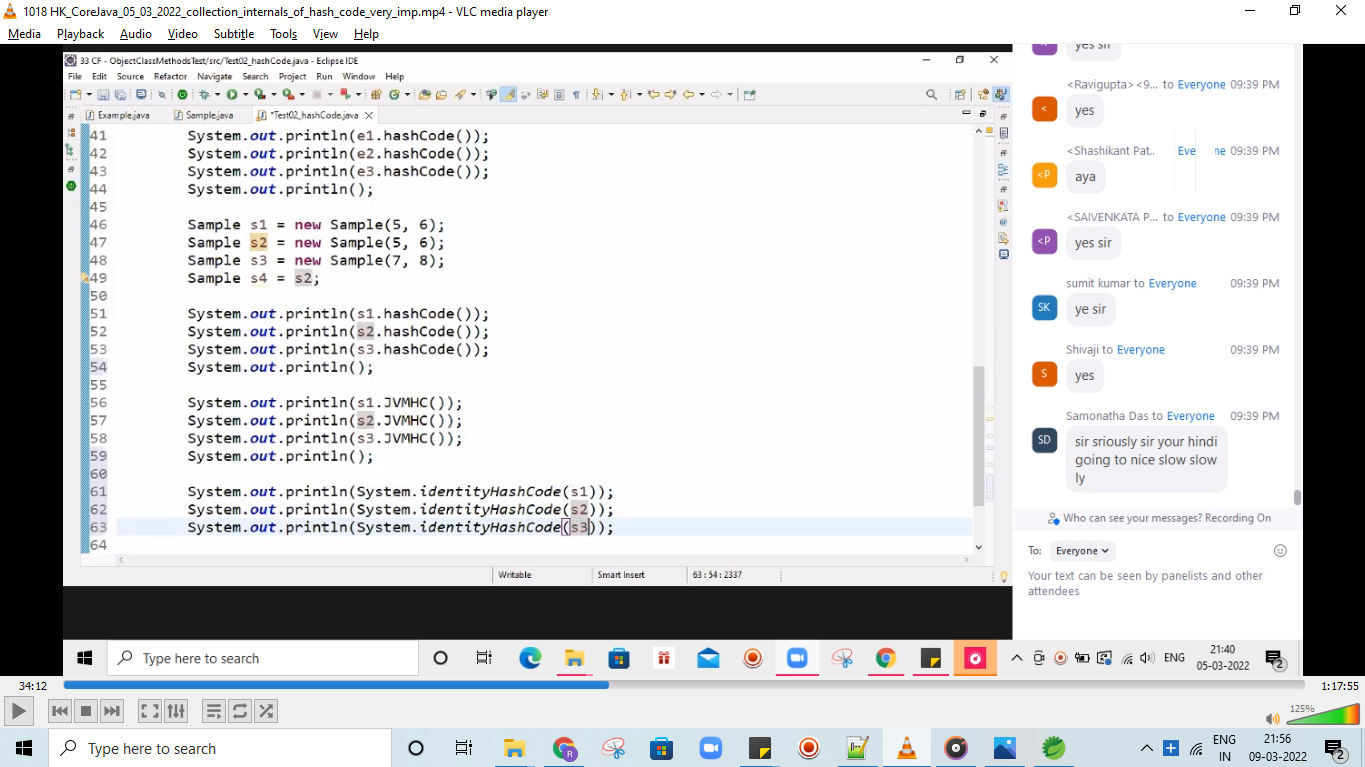 1018 HK_CoreJava_05_03_2022_collection_internals_of_hash_code_very_imp.mp4 - VLC media player
Media Playback Audio Video Subtitle Tools View Help
33 CF - ObjectClassMethodsTest/src/Test02_hashCode.java - Eclipse IDE
File Edit Source Refactor Navigate Search Project Run Window Help
Example.java Sample.java *Test02_hashCode.java
41 System.out.println(e1.hashCode());
42 System.out.println(e2.hashCode());
43 System.out.println(e3.hashCode());
44 System.out.println();
45
46 Sample s1 = new Sample(5, 6);
47 Sample s2 = new Sample(5, 6);
48 Sample s3 = new Sample(7, 8);
49 Sample s4 = s2;
50
51 System.out.println(s1.hashCode());
52 System.out.println(s2.hashCode());
53 System.out.println(s3.hashCode());
54 System.out.println();
55
56 System.out.println(s1.JVMHC());
57 System.out.println(s2.JVMHC());
58 System.out.println(s3.JVMHC());
59 System.out.println();
60
61 System.out.println(System.identityHashCode(s1));
62 System.out.println(System.identityHashCode(s2));
63 System.out.println(System.identityHashCode(s3));
64
Writable Smart Insert 63 : 54 : 2337
yes sir
<Ravigupta> <9... to Everyone 09:39 PM
<
yes
<Shashikant Pat.. Eve ne 09:39 PM
<P
aya
<SAIVENKATA P... to Everyone 09:39 PM
<P
yes sir
sumit kumar to Everyone 09:39 PM
SK
ye sir
Shivaji to Everyone 09:39 PM
S
yes
Samonatha Das to Everyone 09:39 PM
SD
sir sriously sir your hindi
going to nice slow slow
ly
Who can see your messages? Recording On
To: Everyone
Your text can be seen by panelists and other
attendees
Type here to search
ENG
21:40
05-03-2022
2
34:12
1:17:55
125%
Type here to search
R
ENG
IN
21:56
09-03-2022
2